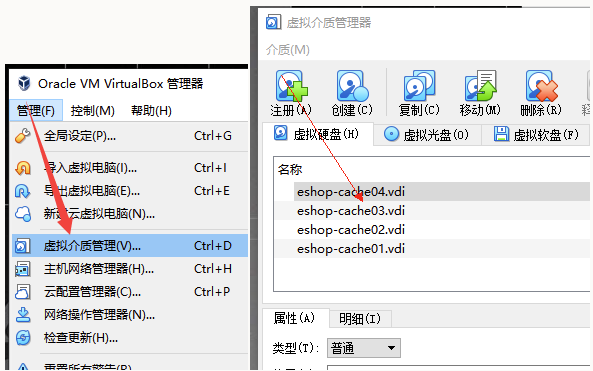 Oracle VM VirtualBox 管理器
管理(F) 控制(M) 帮助(H)
全局设定(P)... Ctrl+G
导入虚拟电脑(I)... Ctrl+I
导出虚拟电脑(E)... Ctrl+E
新建云虚拟电脑(N)...
虚拟介质管理(V)... Ctrl+D
主机网络管理器(H)... Ctrl+H
云配置管理器(C)... Ctrl+P
网络操作管理器(N)...
检查更新(H)...
重置所有警告(R)
虚拟介质管理器
介质(M)
注册(A) 创建(C) 复制(C) 移动(M) 删除(R) 释
虚拟硬盘(H) 虚拟光盘(O) 虚拟软盘(F)
名称
eshop-cache04.vdi
eshop-cache03.vdi
eshop-cache02.vdi
eshop-cache01.vdi
属性(A) 明细(I)
类型(T): 普通